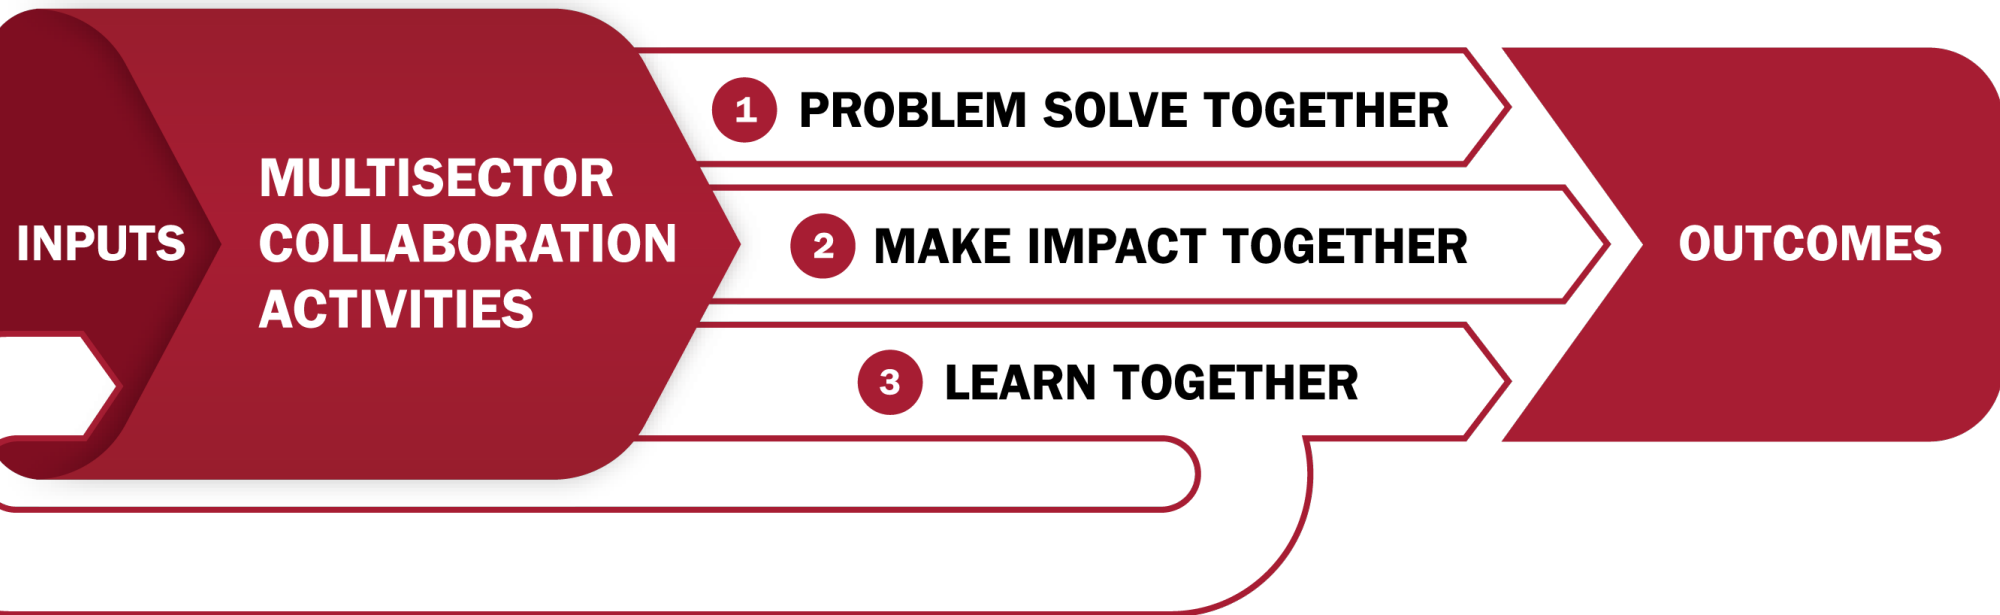 INPUTS
MULTISECTOR
COLLABORATION
ACTIVITIES
1 PROBLEM SOLVE TOGETHER
2 MAKE IMPACT TOGETHER
3 LEARN TOGETHER
OUTCOMES